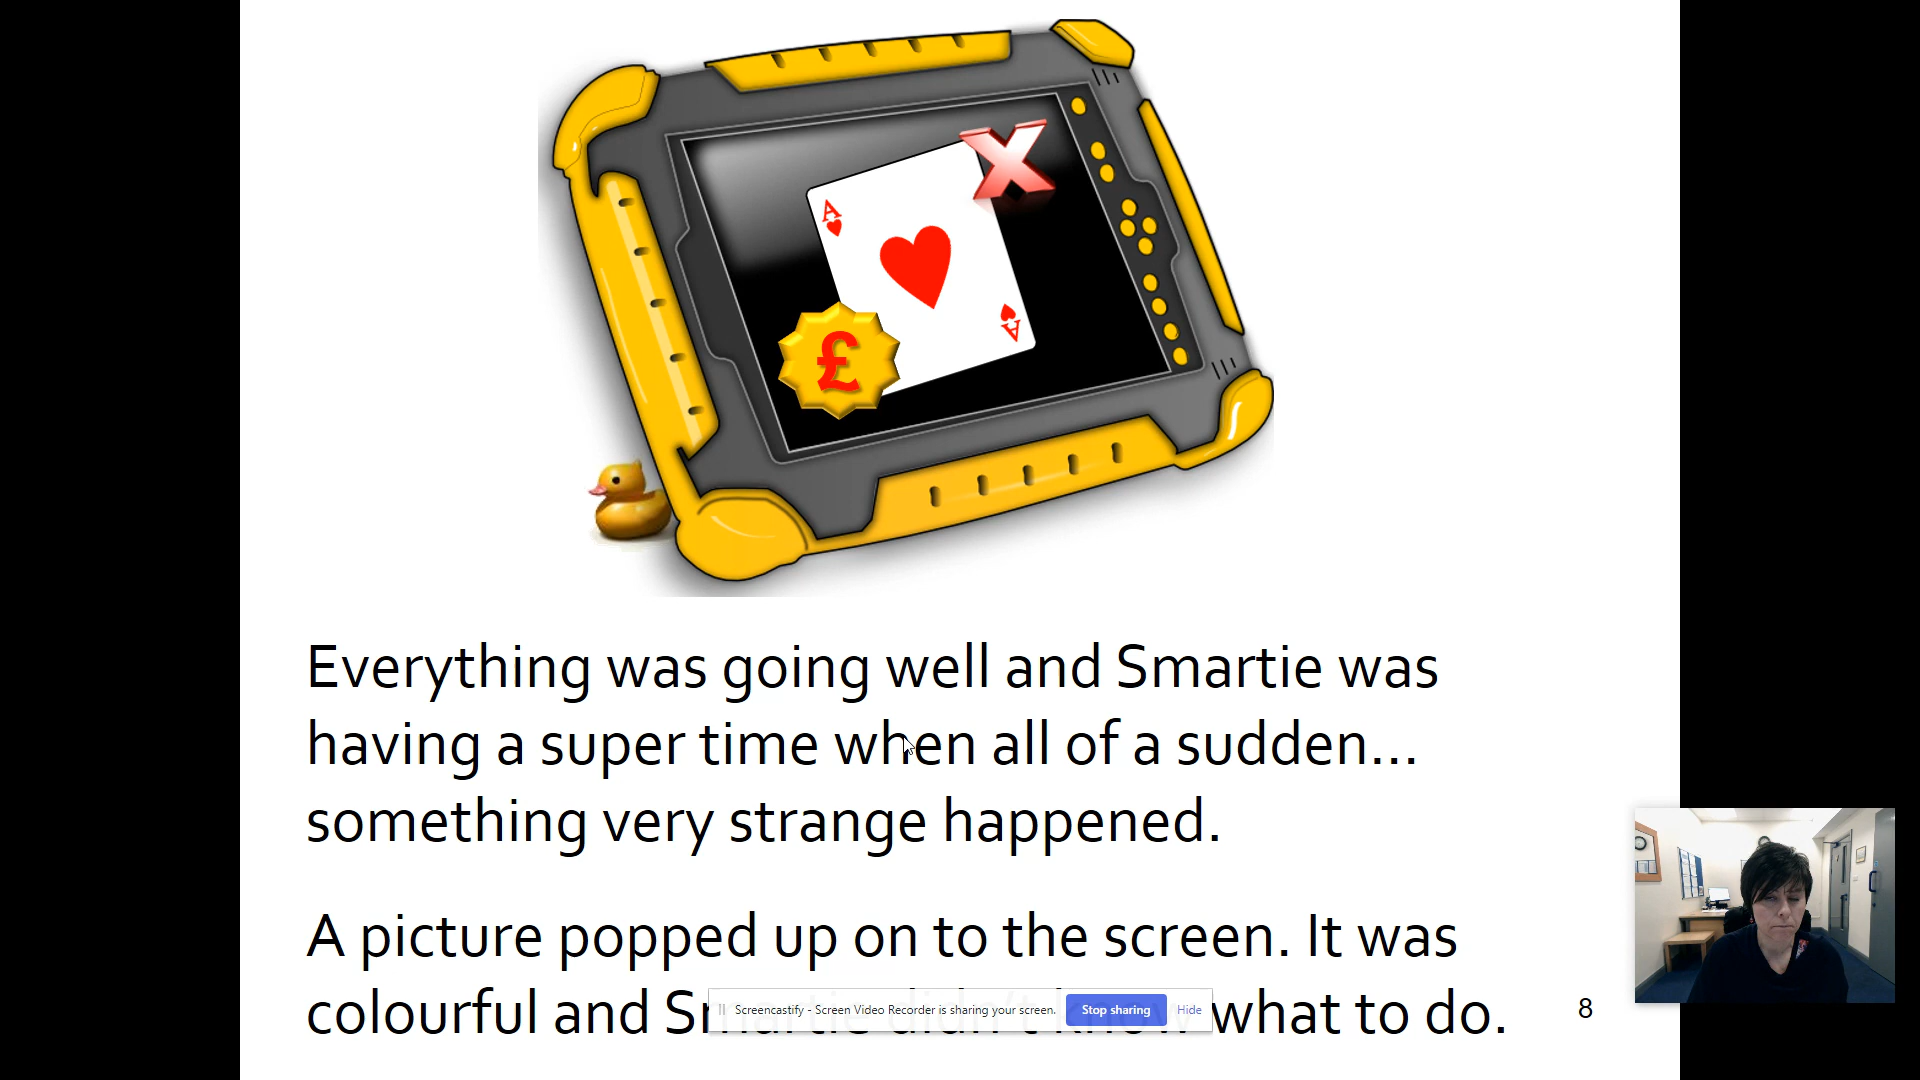 X
A
£
A
Everything was going well and Smartie was
having a super time when all of a sudden...
something very strange happened.
A picture popped up on to the screen. It was
colourful and Smartie didn't know what to do.
Screencastify - Screen Video Recorder is sharing your screen.
Stop sharing
Hide
8